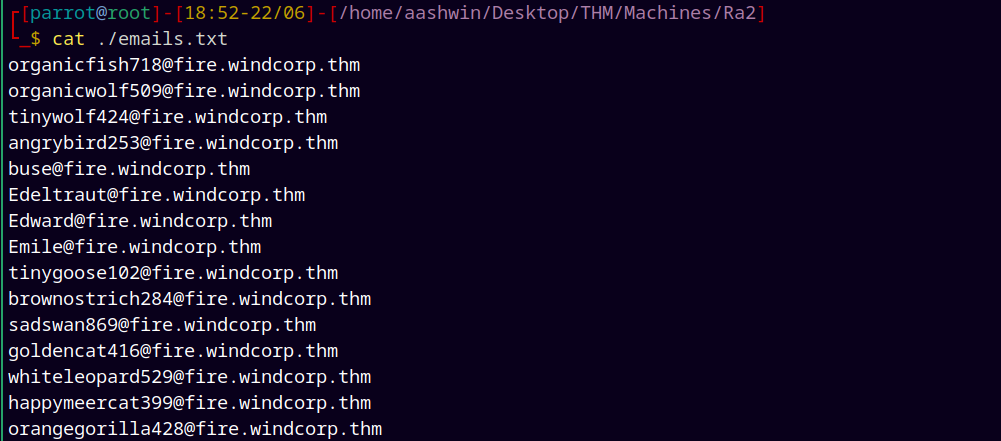 ┌[parrot@root]-[18:52-22/06]-[/home/aashwin/Desktop/THM/Machines/Ra2]
└_$ cat ./emails.txt
organicfish718@fire.windcorp.thm
organicwolf509@fire.windcorp.thm
tinywolf424@fire.windcorp.thm
angrybird253@fire.windcorp.thm
buse@fire.windcorp.thm
Edeltraut@fire.windcorp.thm
Edward@fire.windcorp.thm
Emile@fire.windcorp.thm
tinygoose102@fire.windcorp.thm
brownostrich284@fire.windcorp.thm
sadswan869@fire.windcorp.thm
goldencat416@fire.windcorp.thm
whiteleopard529@fire.windcorp.thm
happymeercat399@fire.windcorp.thm
orangegorilla428@fire.windcorp.thm